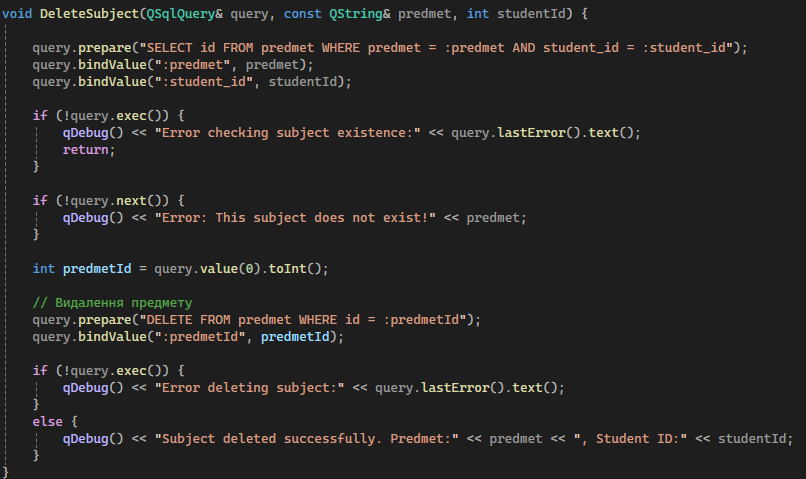 void DeleteSubject(QSqlQuery& query, const QString& predmet, int studentId) {
query.prepare("SELECT id FROM predmet WHERE predmet = :predmet AND student_id = :student_id");
query.bindValue(":predmet", predmet);
query.bindValue(":student_id", studentId);
if (!query.exec()) {
qDebug() << "Error checking subject existence:" << query.lastError().text();
return;
}
if (!query.next()) {
qDebug() << "Error: This subject does not exist!" << predmet;
}
int predmetId = query.value(0).toInt();
// Видалення предмету
query.prepare("DELETE FROM predmet WHERE id = :predmetId");
query.bindValue(":predmetId", predmetId);
if (!query.exec()) {
qDebug() << "Error deleting subject:" << query.lastError().text();
}
else {
qDebug() << "Subject deleted successfully. Predmet:" << predmet << ", Student ID:" << studentId;
}
}